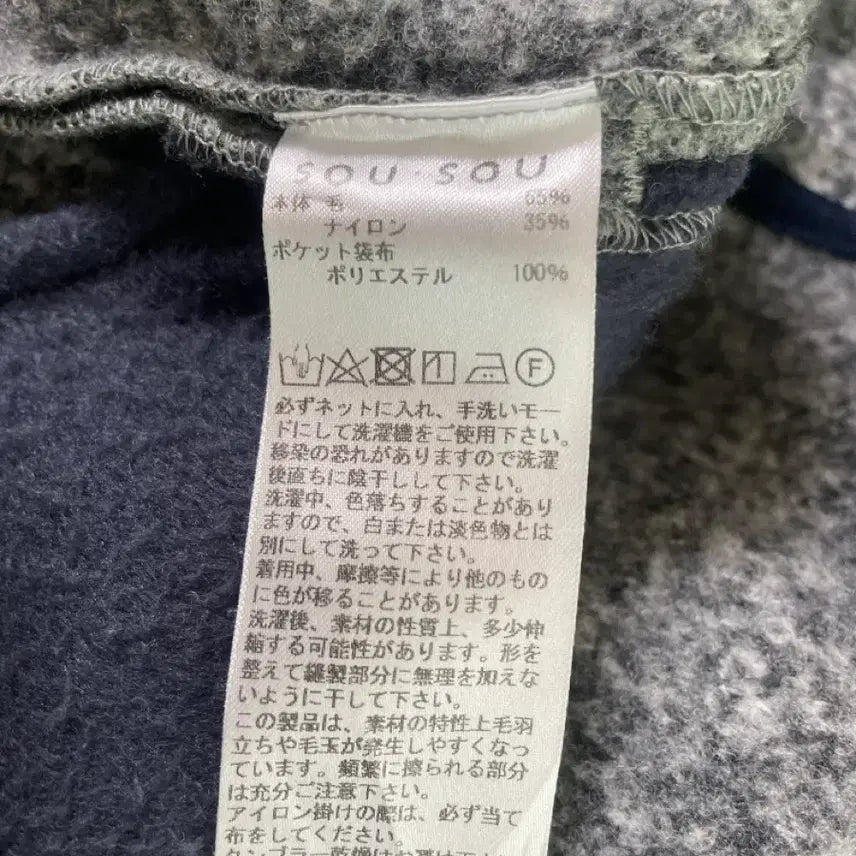 SOU・SOU
本体 毛 65%
ナイロン 35%
ポケット袋布
ポリエステル 100%
F
必ずネットに入れ、手洗いモー
ドにして洗濯機をご使用下さい。
移染の恐れがありますので洗濯
後直ちに陰干しして下さい。
洗濯中、色落ちすることがあり
ますので、白または淡色物とは
別にして洗って下さい。
着用中、摩擦等により他のもの
に色が移ることがあります。
洗濯後、素材の性質上、多少伸
縮する可能性があります。形を
整えて縫製部分に無理を加えな
いように干して下さい。
この製品は、素材の特性上毛羽
立ちや毛玉が発生しやすくなっ
ています。頻繁に擦られる部分
は充分ご注意下さい。
アイロン掛けの際は、必ず当て
布をしてください。
タンブラー乾燥はお避け下さ